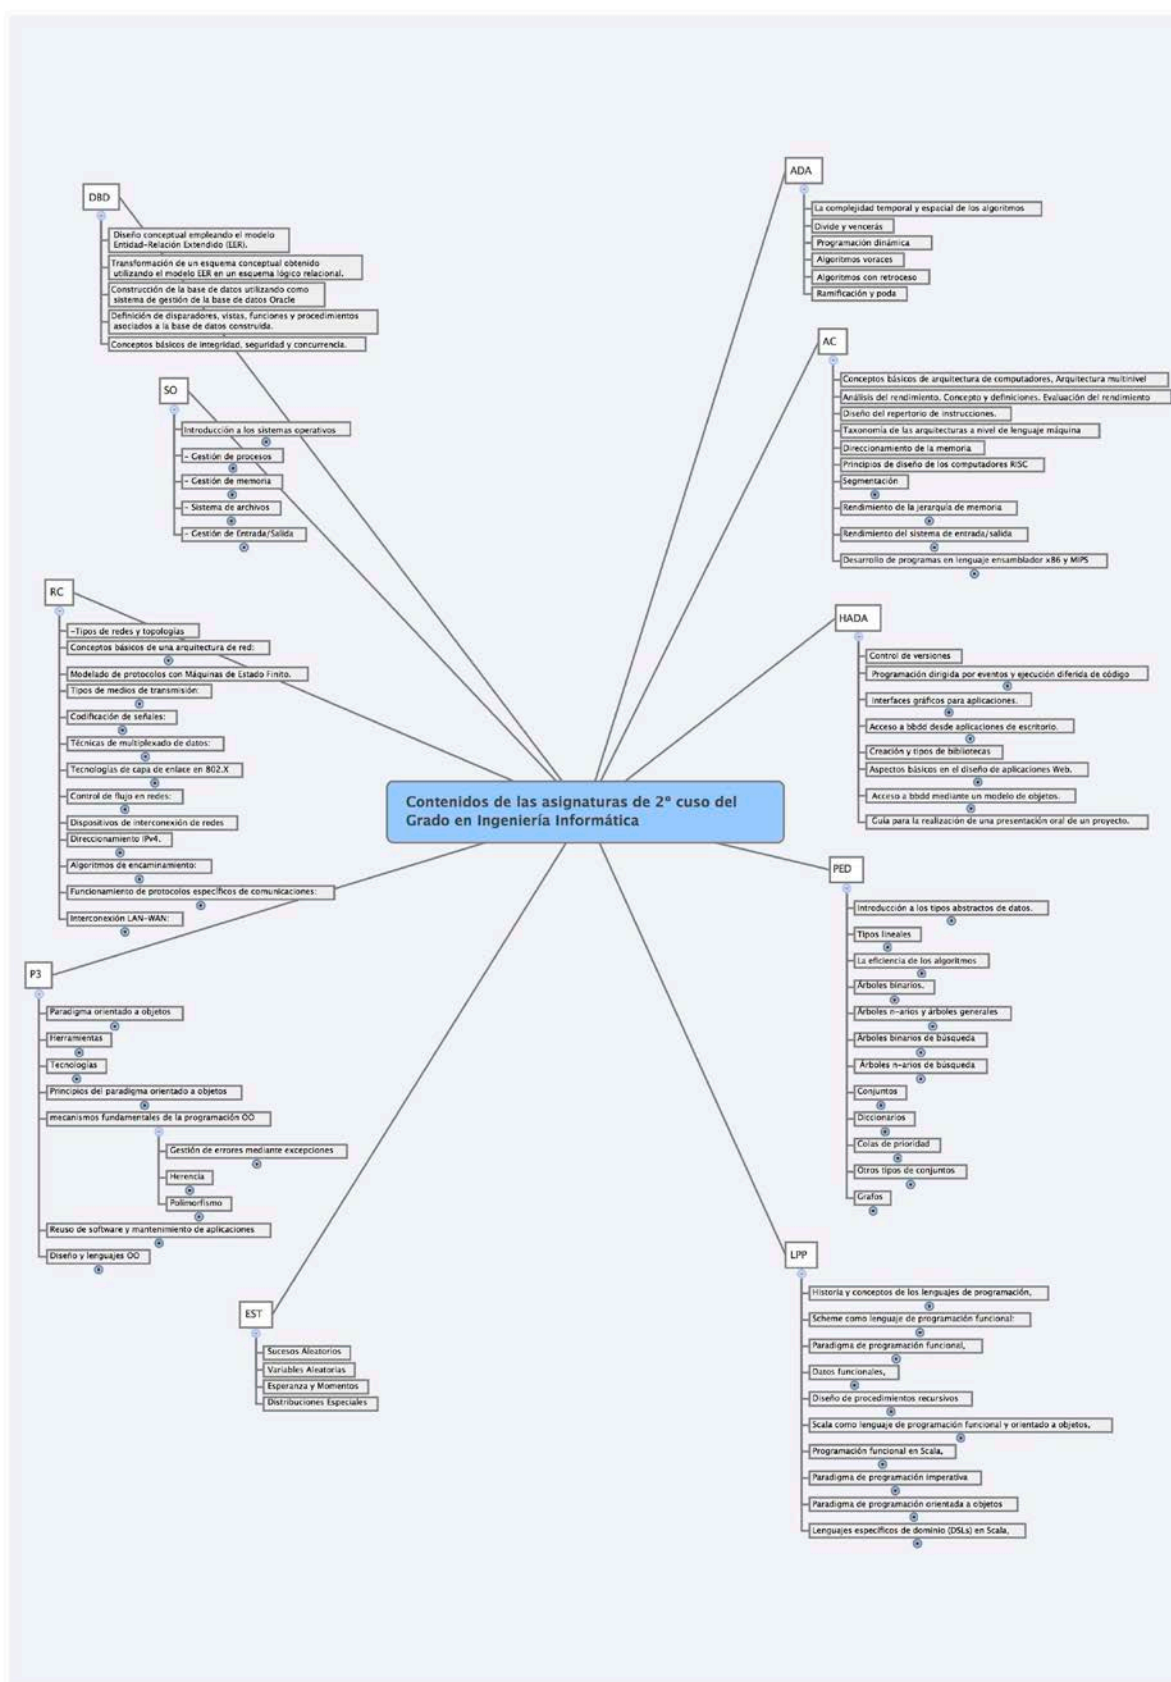 Contenidos de las asignaturas de 2º cuso del
Grado en Ingeniería Informática
DBD
Diseño conceptual empleando el modelo
Entidad-Relación Extendido (EER).
Transformación de un esquema conceptual obtenido
utilizando el modelo EER en un esquema lógico relacional.
Construcción de la base de datos utilizando como
sistema de gestión de la base de datos Oracle
Definición de disparadores, vistas, funciones y procedimientos
asociados a la base de datos construida.
Conceptos básicos de integridad, seguridad y concurrencia.
SO
Introducción a los sistemas operativos
- Gestión de procesos
- Gestión de memoria
- Sistema de archivos
- Gestión de Entrada/Salida
RC
-Tipos de redes y topologías
Conceptos básicos de una arquitectura de red:
Modelado de protocolos con Máquinas de Estado Finito.
Tipos de medios de transmisión:
Codificación de señales:
Técnicas de multiplexado de datos:
Tecnologías de capa de enlace en 802.X
Control de flujo en redes:
Dispositivos de interconexión de redes
Direccionamiento IPv4.
Algoritmos de encaminamiento:
Funcionamiento de protocolos específicos de comunicaciones:
Interconexión LAN-WAN:
P3
Paradigma orientado a objetos
Herramientas
Tecnologías
Principios del paradigma orientado a objetos
mecanismos fundamentales de la programación OO
Gestión de errores mediante excepciones
Herencia
Polimorfismo
Reuso de software y mantenimiento de aplicaciones
Diseño y lenguajes OO
EST
Sucesos Aleatorios
Variables Aleatorias
Esperanza y Momentos
Distribuciones Especiales
ADA
La complejidad temporal y espacial de los algoritmos
Divide y vencerás
Programación dinámica
Algoritmos voraces
Algoritmos con retroceso
Ramificación y poda
AC
Conceptos básicos de arquitectura de computadores, Arquitectura multinivel
Análisis del rendimiento. Concepto y definiciones. Evaluación del rendimiento
Diseño del repertorio de instrucciones.
Taxonomía de las arquitecturas a nivel de lenguaje máquina
Direccionamiento de la memoria
Principios de diseño de los computadores RISC
Segmentación
Rendimiento de la jerarquía de memoria
Rendimiento del sistema de entrada/salida
Desarrollo de programas en lenguaje ensamblador x86 y MIPS
HADA
Control de versiones
Programación dirigida por eventos y ejecución diferida de código
Interfaces gráficos para aplicaciones.
Acceso a bbdd desde aplicaciones de escritorio.
Creación y tipos de bibliotecas
Aspectos básicos en el diseño de aplicaciones Web.
Acceso a bbdd mediante un modelo de objetos.
Guía para la realización de una presentación oral de un proyecto.
PED
Introducción a los tipos abstractos de datos.
Tipos lineales
La eficiencia de los algoritmos
Árboles binarios.
Árboles n-arios y árboles generales
Árboles binarios de búsqueda
Árboles n-arios de búsqueda
Conjuntos
Diccionarios
Colas de prioridad
Otros tipos de conjuntos
Grafos
LPP
Historia y conceptos de los lenguajes de programación,
Scheme como lenguaje de programación funcional:
Paradigma de programación funcional,
Datos funcionales,
Diseño de procedimientos recursivos
Scala como lenguaje de programación funcional y orientado a objetos,
Programación funcional en Scala,
Paradigma de programación imperativa
Paradigma de programación orientada a objetos
Lenguajes específicos de dominio (DSLs) en Scala,